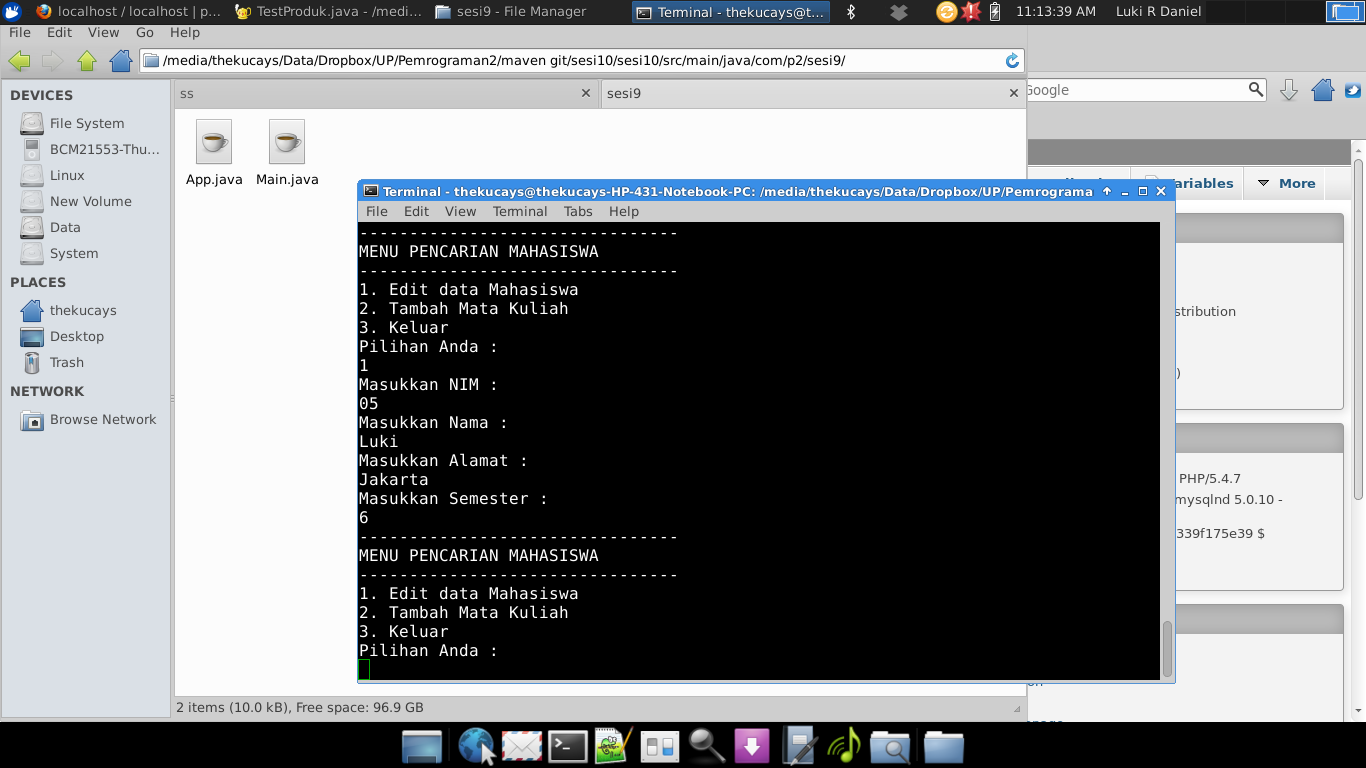 localhost / localhost | p...
TestProduk.java - /medi...
sesi9 - File Manager
Terminal - thekucays@t...
11:13:39 AM
Luki R Daniel
File Edit View Go Help
/media/thekucays/Data/Dropbox/UP/Pemrograman2/maven git/sesi10/sesi10/src/main/java/com/p2/sesi9/
Google
DEVICES
File System
BCM21553-Thu...
Linux
New Volume
Data
System
PLACES
thekucays
Desktop
Trash
NETWORK
Browse Network
ss
sesi9
App.java
Main.java
2 items (10.0 kB), Free space: 96.9 GB
Terminal - thekucays@thekucays-HP-431-Notebook-PC: /media/thekucays/Data/Dropbox/UP/Pemrograma
File Edit View Terminal Tabs Help
--------------------------------
MENU PENCARIAN MAHASISWA
--------------------------------
1. Edit data Mahasiswa
2. Tambah Mata Kuliah
3. Keluar
Pilihan Anda :
1
Masukkan NIM :
05
Masukkan Nama :
Luki
Masukkan Alamat :
Jakarta
Masukkan Semester :
6
--------------------------------
MENU PENCARIAN MAHASISWA
--------------------------------
1. Edit data Mahasiswa
2. Tambah Mata Kuliah
3. Keluar
Pilihan Anda :
ariables
More
stribution
)
PHP/5.4.7
mysqlnd 5.0.10 -
339f175e39 $